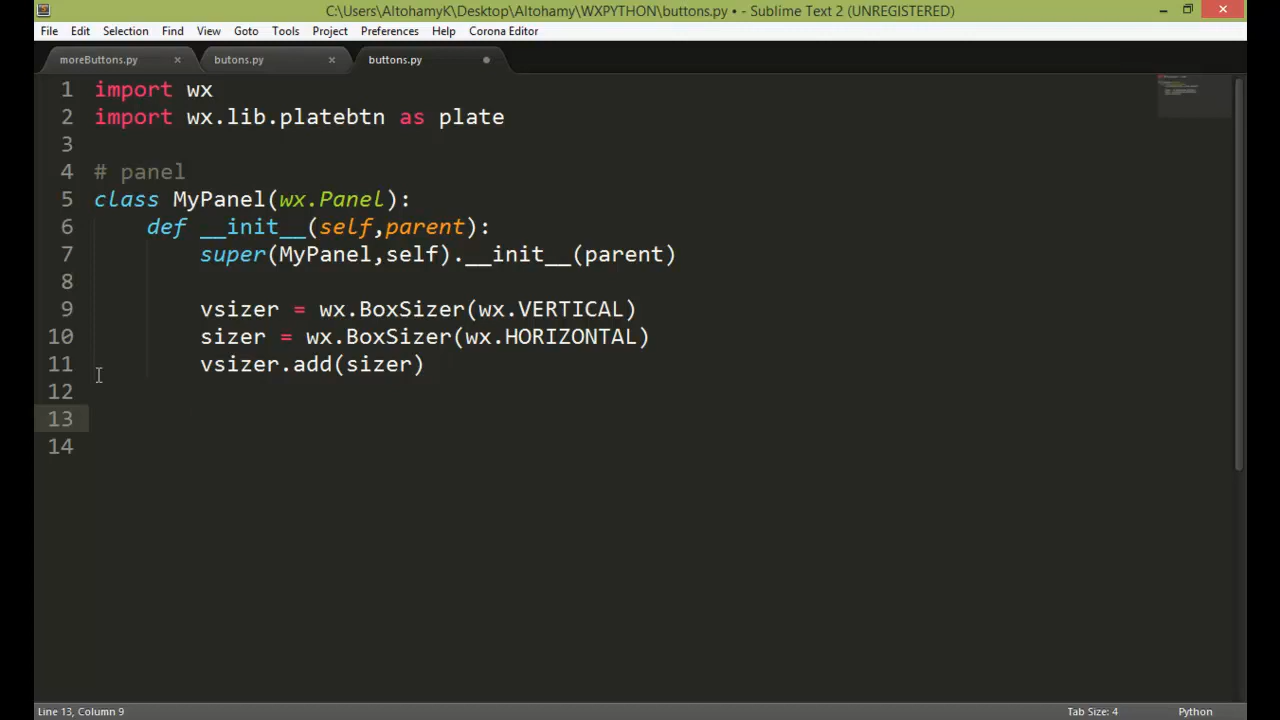 C:\Users\AltohamyK\Desktop\Altohamy\WXPYTHON\buttons.py • - Sublime Text 2 (UNREGISTERED)
File Edit Selection Find View Goto Tools Project Preferences Help Corona Editor
moreButtons.py butons.py buttons.py
1 import wx
2 import wx.lib.platebtn as plate
3
4 # panel
5 class MyPanel(wx.Panel):
6 def __init__(self,parent):
7 super(MyPanel,self).__init__(parent)
8
9 vsizer = wx.BoxSizer(wx.VERTICAL)
10 sizer = wx.BoxSizer(wx.HORIZONTAL)
11 vsizer.add(sizer)
12
13
14
Line 13, Column 9 Tab Size: 4 Python